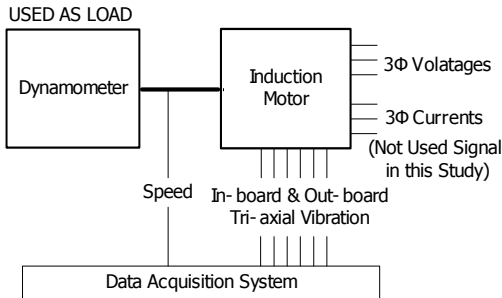 USED AS LOAD
Dynamometer
Induction
Motor
3Φ Volatages
3Φ Currents
(Not Used Signal
in this Study)
Speed
In- board & Out- board
Tri- axial Vibration
Data Acquisition System